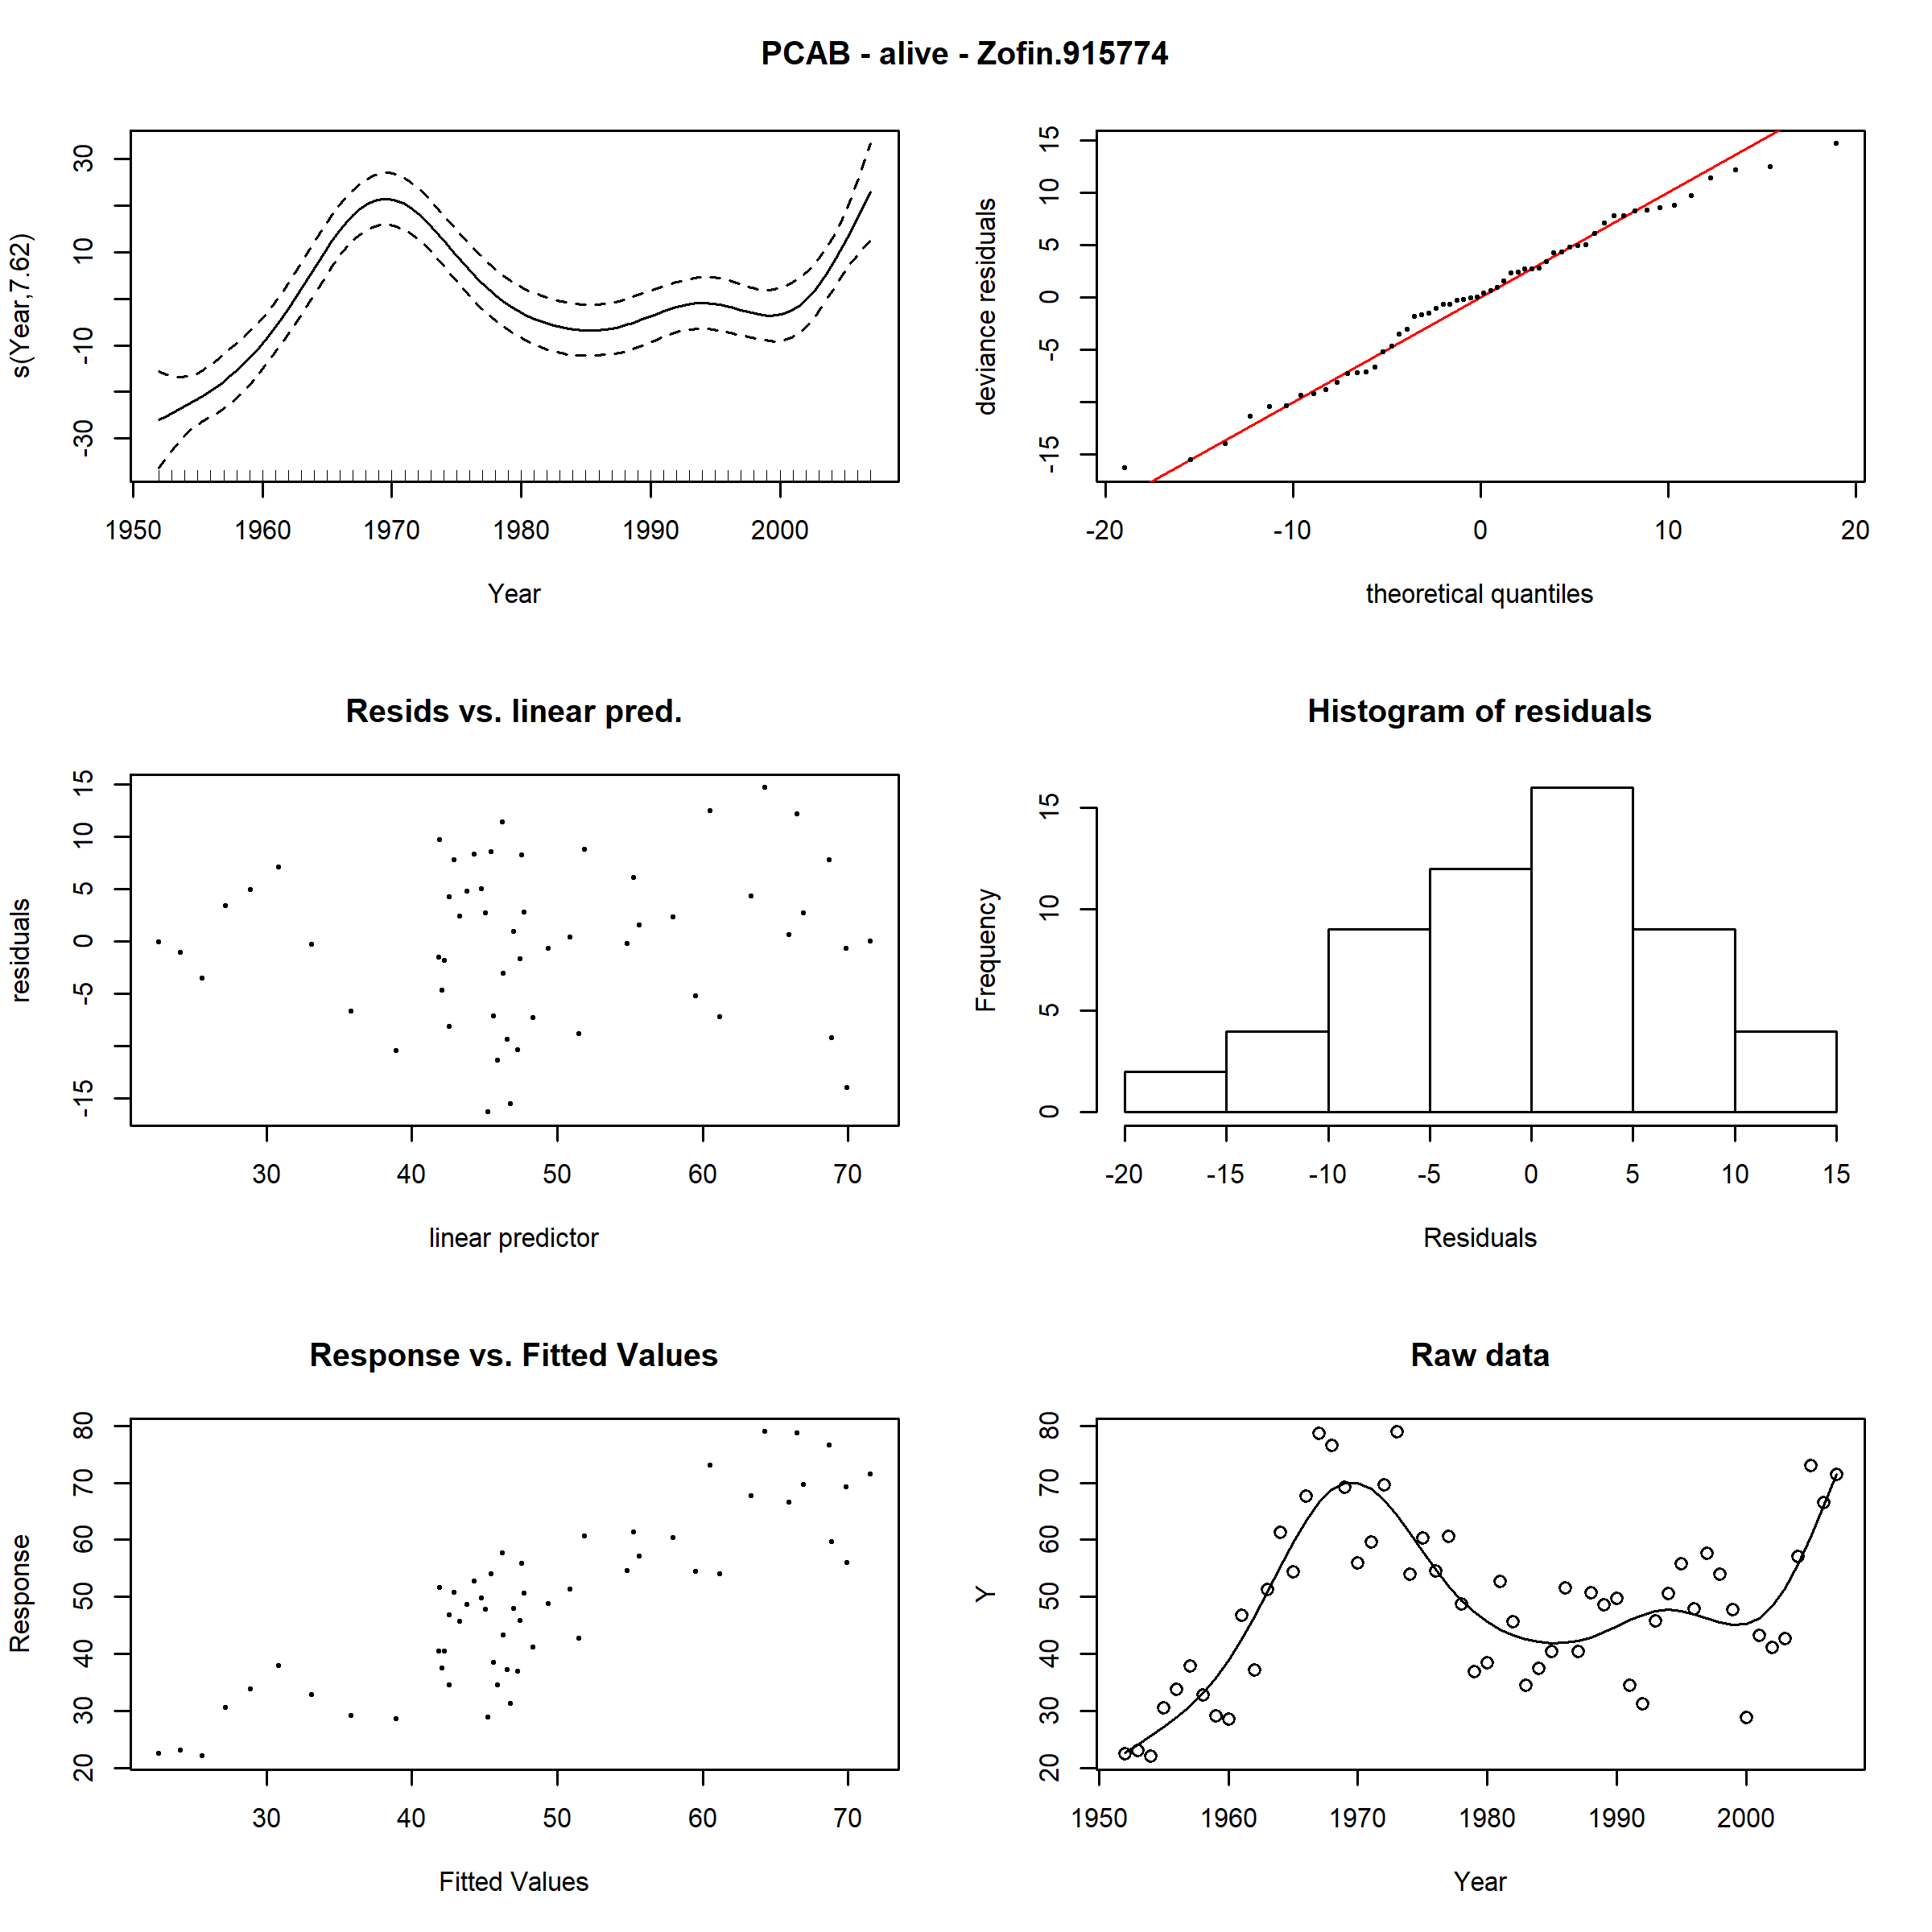 PCAB - alive - Zofin.915774
s(Year,7.62)
30
10
-10
-30
1950 1960 1970 1980 1990 2000
Year
deviance residuals
15
10
5
0
-5
-15
-20 -10 0 10 20
theoretical quantiles
Resids vs. linear pred.
residuals
15
10
5
0
-5
-15
30 40 50 60 70
linear predictor
Histogram of residuals
Frequency
15
10
5
0
-20 -15 -10 -5 0 5 10 15
Residuals
Response vs. Fitted Values
Response
80
70
60
50
40
30
20
30 40 50 60 70
Fitted Values
Raw data
Y
80
70
60
50
40
30
20
1950 1960 1970 1980 1990 2000
Year